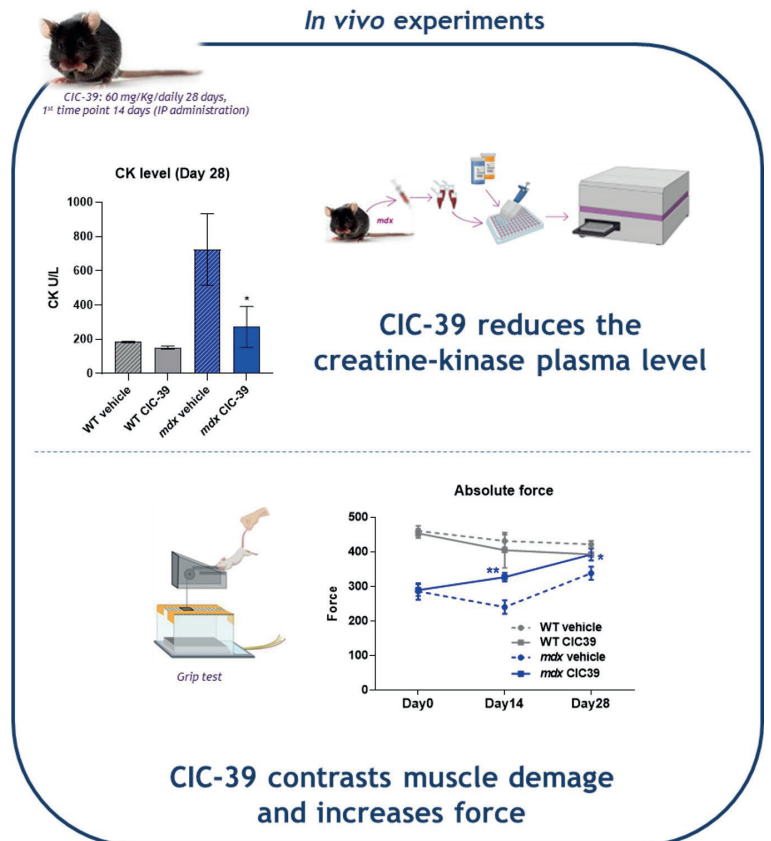 In vivo experiments
CIC-39: 60 mg/Kg/daily 28 days,
1st time point 14 days (IP administration)
CK level (Day 28)
1000
800
600
400
200
0
CK U/L
*
WT vehicle
WT CIC-39
mdx vehicle
mdx CIC-39
mdx
CIC-39 reduces the
creatine-kinase plasma level
Grip test
Absolute force
500
400
300
200
100
0
Force
**
*
WT vehicle
WT CIC39
mdx vehicle
mdx CIC39
Day0
Day14
Day28
CIC-39 contrasts muscle demage
and increases force